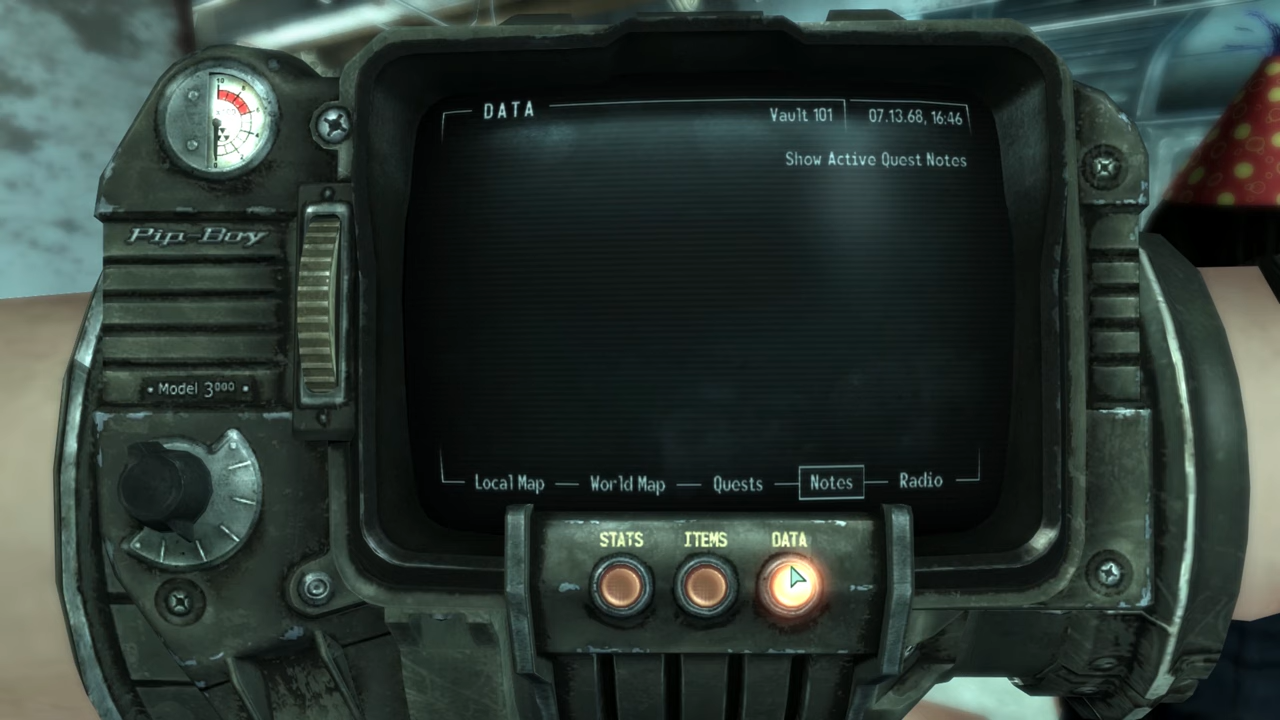 DATA Vault 101 07.13.68, 16:46
Show Active Quest Notes
Pip-Boy
• Model 3000 •
Local Map World Map Quests Notes Radio
STATS ITEMS DATA